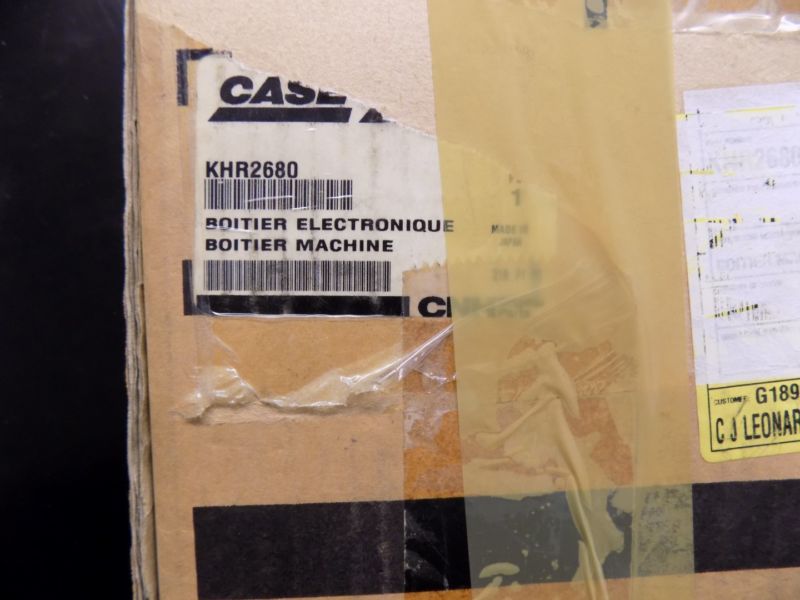 CASE
KHR2680
1
BOITIER ELECTRONIQUE
BOITIER MACHINE
MADE IN
JAPAN
KHR2680
CUSTOMER G189
C J LEONAR